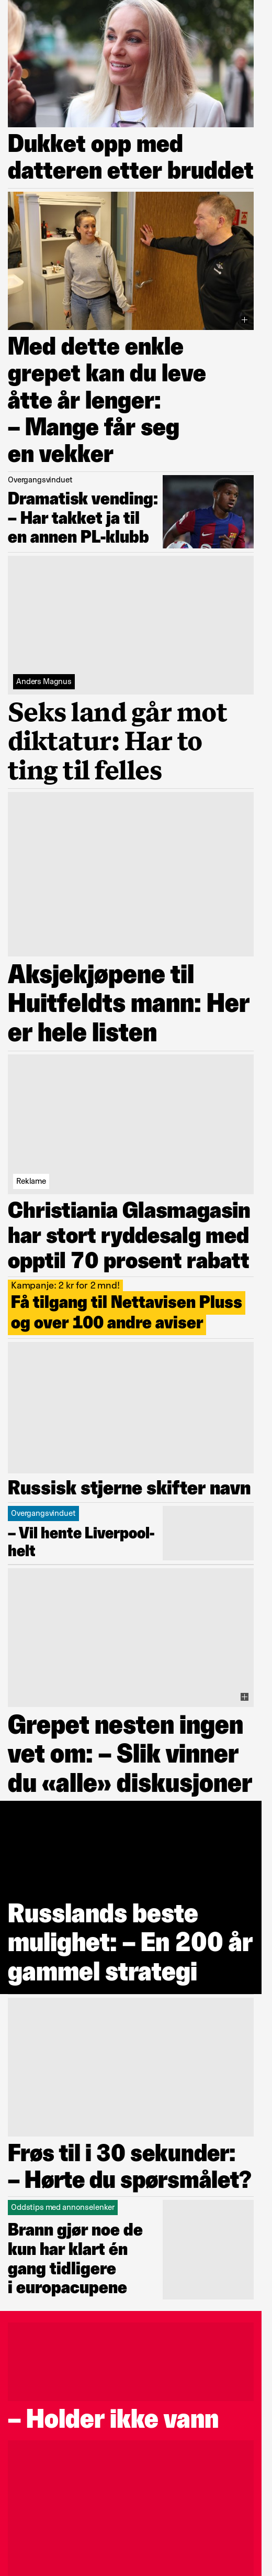 Dukket opp med
datteren etter bruddet
Med dette enkle
grepet kan du leve
åtte år lenger:
– Mange får seg
en vekker
Overgangsvinduet
Dramatisk vending:
– Har takket ja til
en annen PL-klubb
Anders Magnus
Seks land går mot
diktatur: Har to
ting til felles
Aksjekjøpene til
Huitfeldts mann: Her
er hele listen
Reklame
Christiania Glasmagasin
har stort ryddesalg med
opptil 70 prosent rabatt
Kampanje: 2 kr for 2 mnd!
Få tilgang til Nettavisen Pluss
og over 100 andre aviser
Russisk stjerne skifter navn
Overgangsvinduet
– Vil hente Liverpool-
helt
Grepet nesten ingen
vet om: – Slik vinner
du «alle» diskusjoner
Russlands beste
mulighet: – En 200 år
gammel strategi
Frøs til i 30 sekunder:
– Hørte du spørsmålet?
Oddstips med annonselenker
Brann gjør noe de
kun har klart én
gang tidligere
i europacupene
– Holder ikke vann